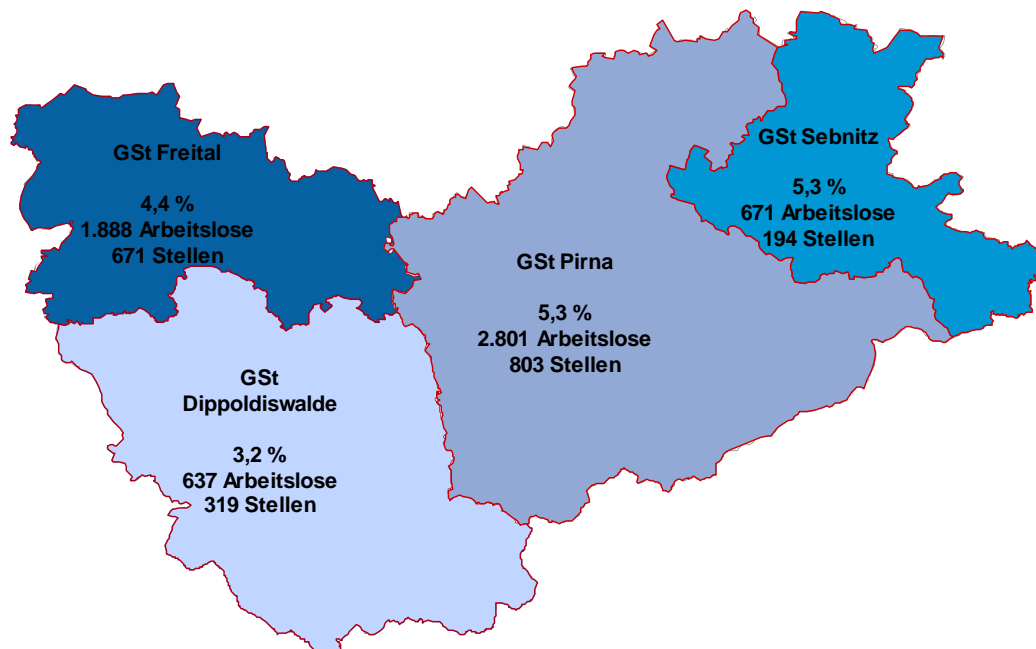 GSt Freital
4,4 %
1.888 Arbeitslose
671 Stellen
GSt Sebnitz
5,3 %
671 Arbeitslose
194 Stellen
GSt Pirna
5,3 %
2.801 Arbeitslose
803 Stellen
GSt
Dippoldiswalde
3,2 %
637 Arbeitslose
319 Stellen